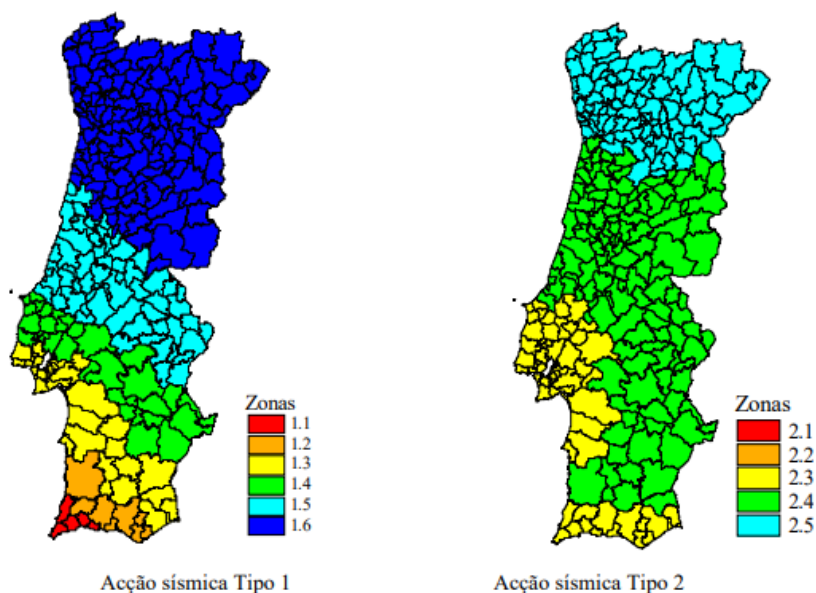 Zonas
1.1
1.2
1.3
1.4
1.5
1.6
Acção sísmica Tipo 1
Zonas
2.1
2.2
2.3
2.4
2.5
Acção sísmica Tipo 2